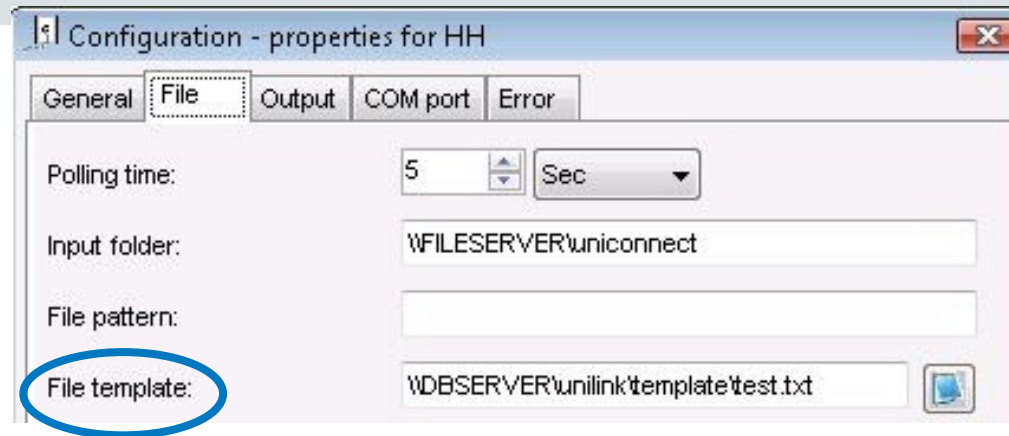 Configuration - properties for HH
General File Output COM port Error
Polling time: 5 Sec
Input folder: \\FILESERVER\uniconnect
File pattern:
File template: \\DBSERVER\unilink\template\test.txt